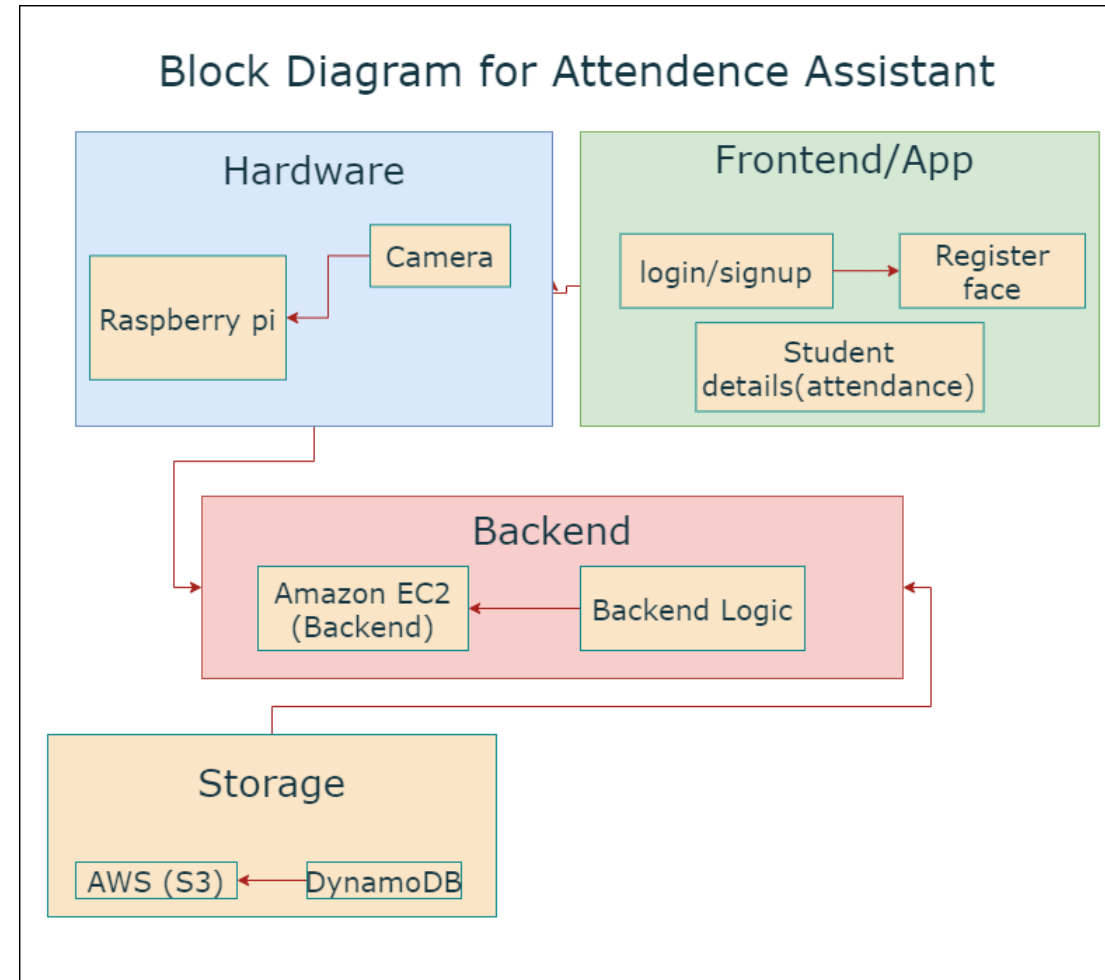 Block Diagram for Attendence Assistant
Hardware
Camera
Raspberry pi
Frontend/App
login/signup
Register
face
Student
details(attendance)
Backend
Amazon EC2
(Backend)
Backend Logic
Storage
AWS (S3)
DynamoDB